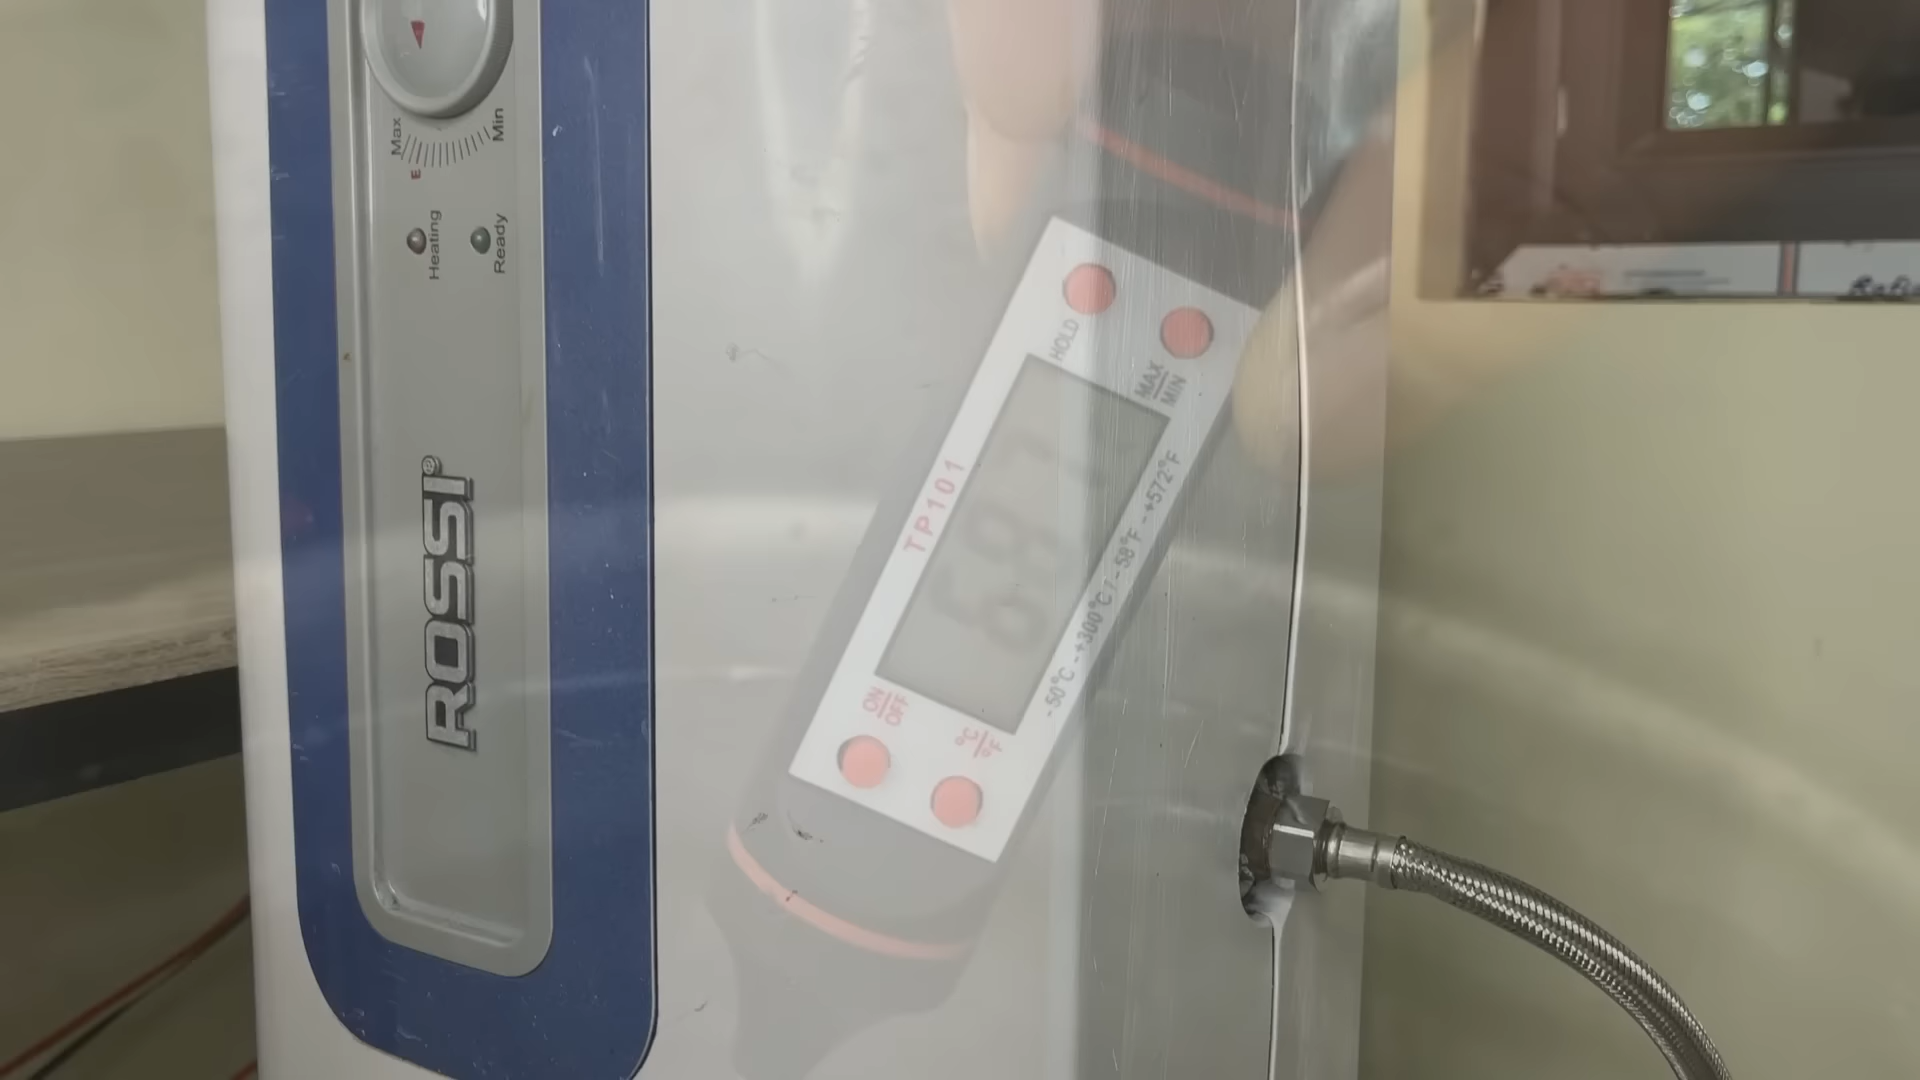 Max
Min
E
Heating
Ready
ROSSI®
HOLD
MAX
MIN
TP101
-50°C-+300°C/-58°F-+572°F
ON
OFF
°C
°F